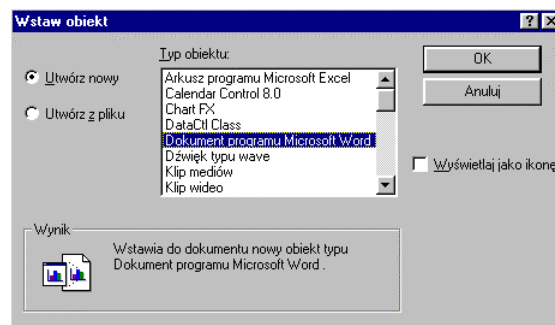 Wstaw obiekt
Typ obiektu:
Utwórz nowy
Utwórz z pliku
Arkusz programu Microsoft Excel
Calendar Control 8.0
Chart FX
DataCtl Class
Dokument programu Microsoft Word
Dźwięk typu wave
Klip mediów
Klip wideo
OK
Anuluj
Wyświetlaj jako ikonę
Wynik
Wstawia do dokumentu nowy obiekt typu
Dokument programu Microsoft Word .